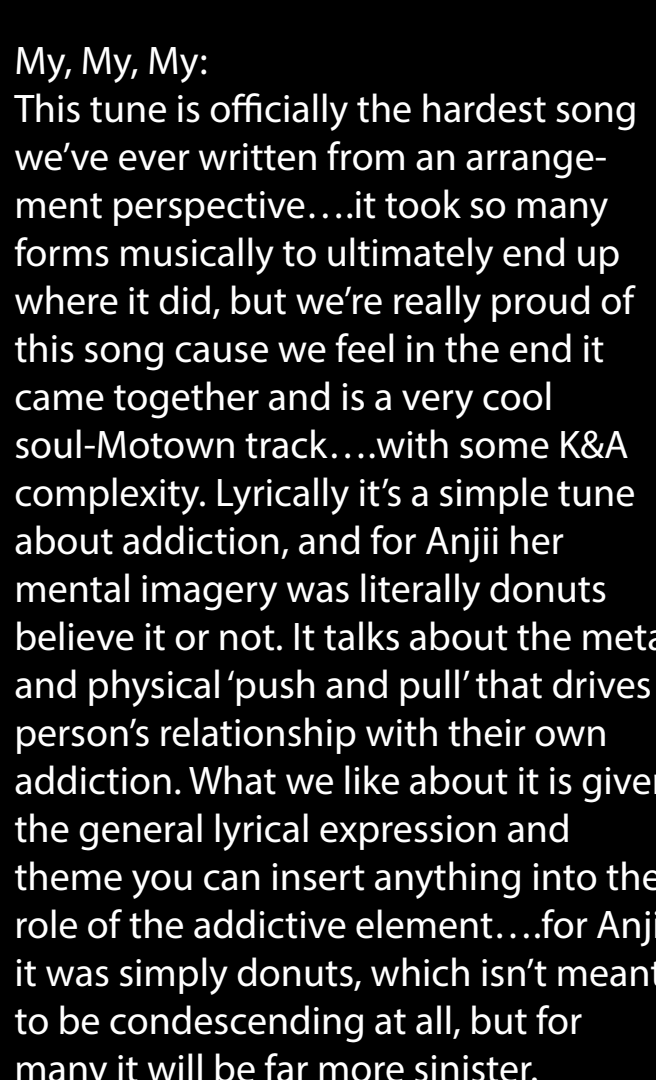 My, My, My:
This tune is officially the hardest song
we’ve ever written from an arrange-
ment perspective….it took so many
forms musically to ultimately end up
where it did, but we’re really proud of
this song cause we feel in the end it
came together and is a very cool
soul-Motown track….with some K&A
complexity. Lyrically it’s a simple tune
about addiction, and for Anjii her
mental imagery was literally donuts
believe it or not. It talks about the meta
and physical ‘push and pull’ that drives
person’s relationship with their own
addiction. What we like about it is given
the general lyrical expression and
theme you can insert anything into the
role of the addictive element….for Anji
it was simply donuts, which isn’t meant
to be condescending at all, but for
many it will be far more sinister.